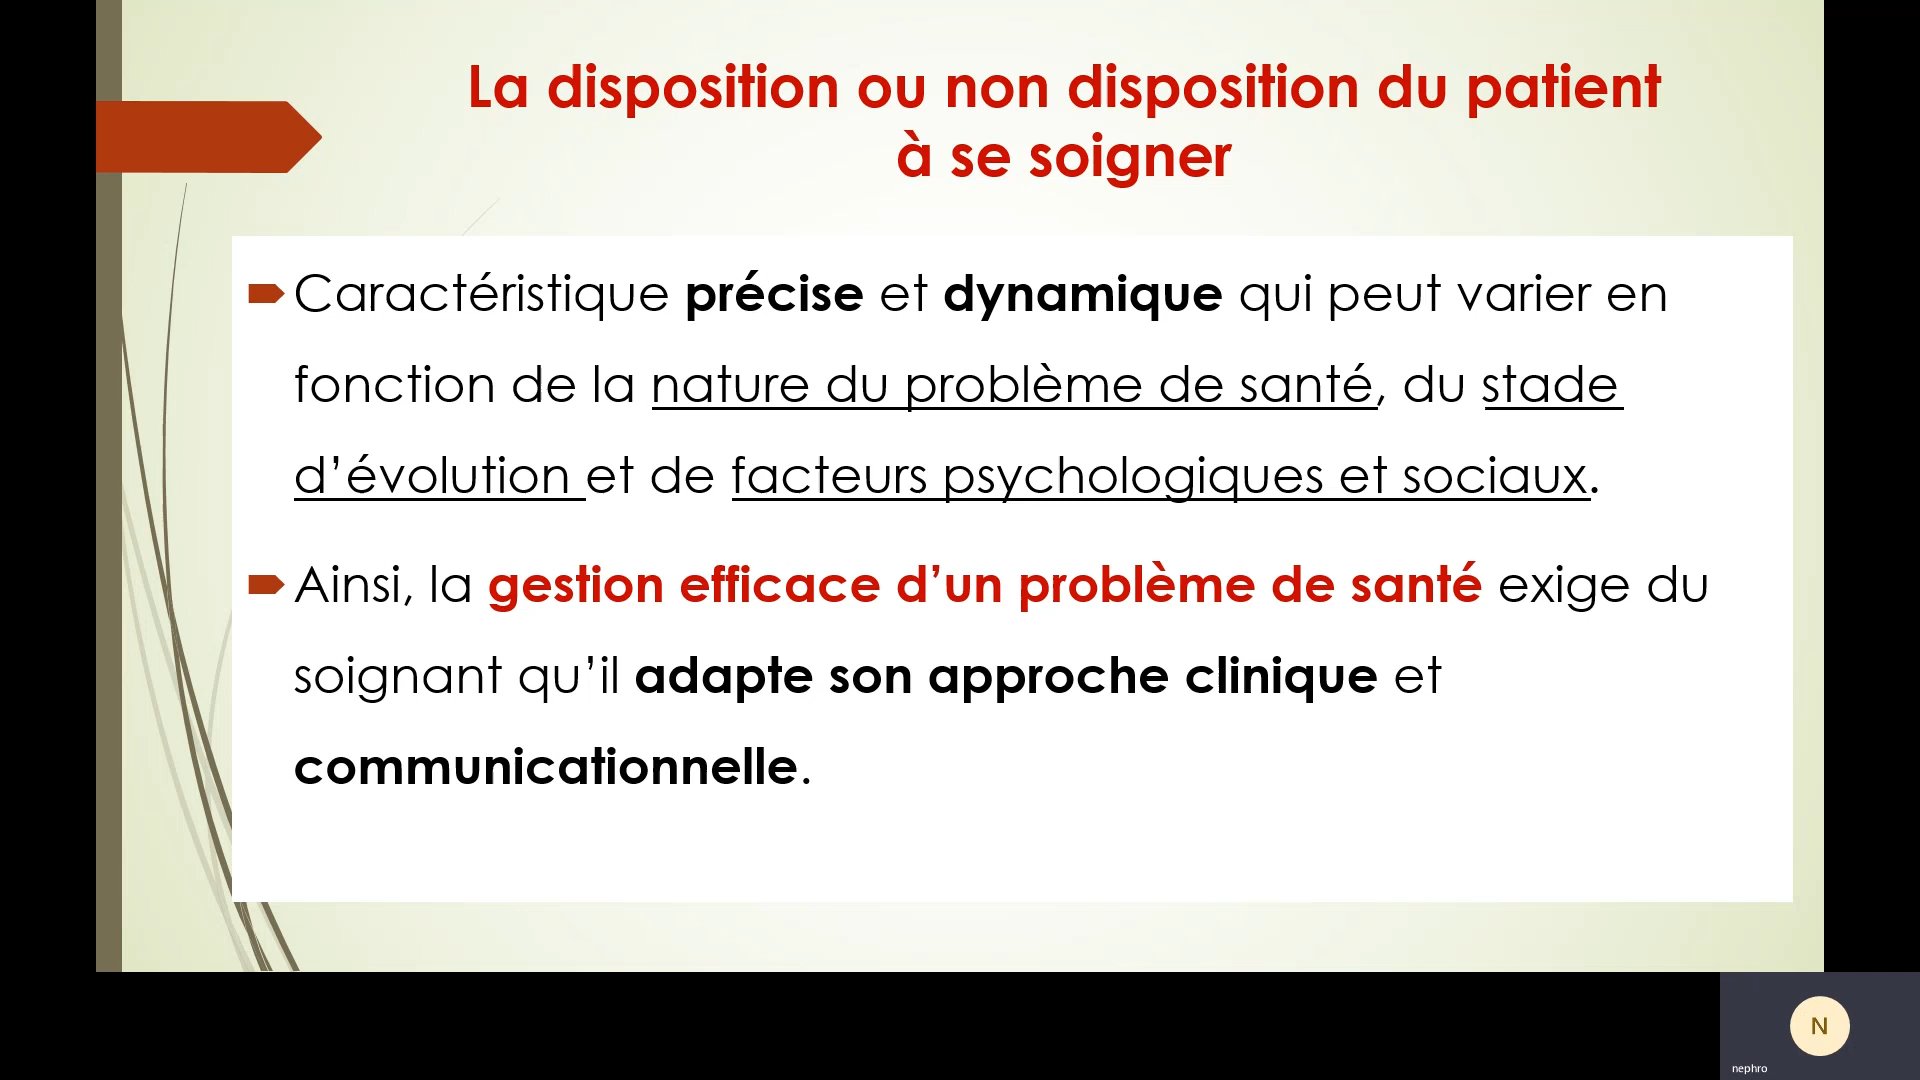 La disposition ou non disposition du patient
à se soigner
Caractéristique précise et dynamique qui peut varier en
fonction de la nature du problème de santé, du stade
d’évolution et de facteurs psychologiques et sociaux.
Ainsi, la gestion efficace d’un problème de santé exige du
soignant qu’il adapte son approche clinique et
communicationnelle.
N
nephro